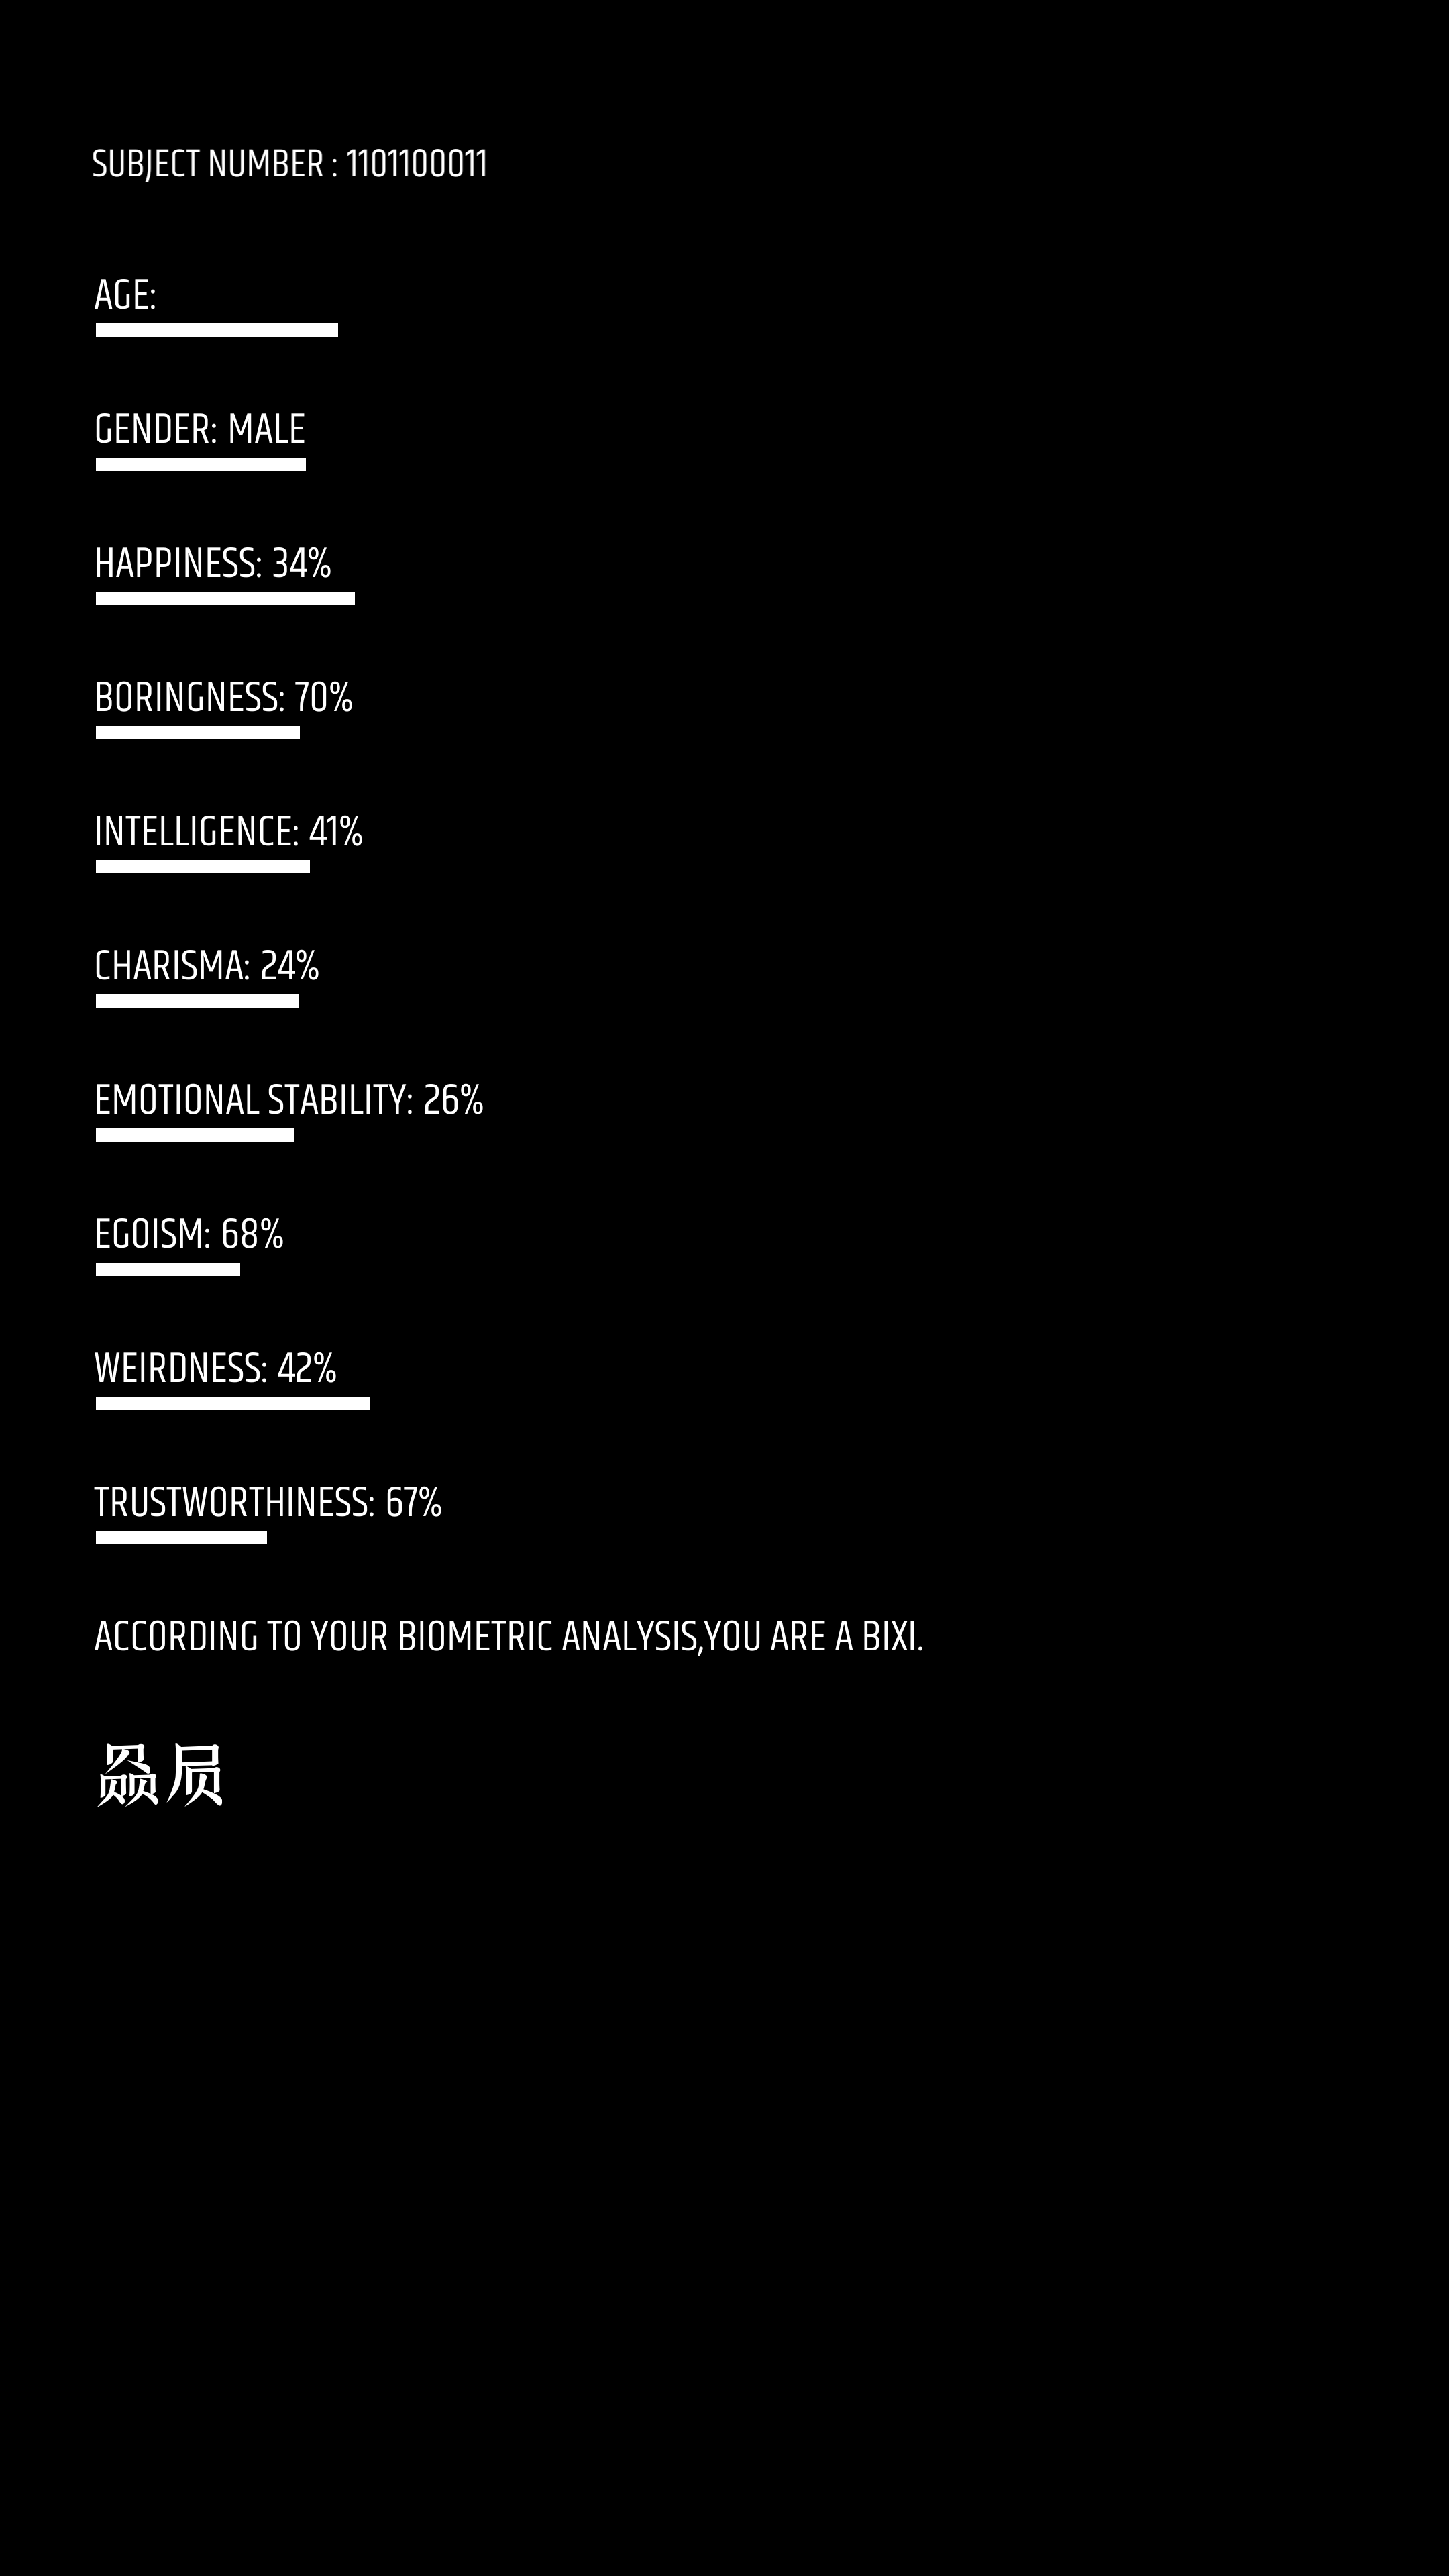 SUBJECT NUMBER : 1101100011
AGE:
GENDER: MALE
HAPPINESS: 34%
BORINGNESS: 70%
INTELLIGENCE: 41%
CHARISMA: 24%
EMOTIONAL STABILITY: 26%
EGOISM: 68%
WEIRDNESS: 42%
TRUSTWORTHINESS: 67%
ACCORDING TO YOUR BIOMETRIC ANALYSIS,YOU ARE A BIXI.
赑屃